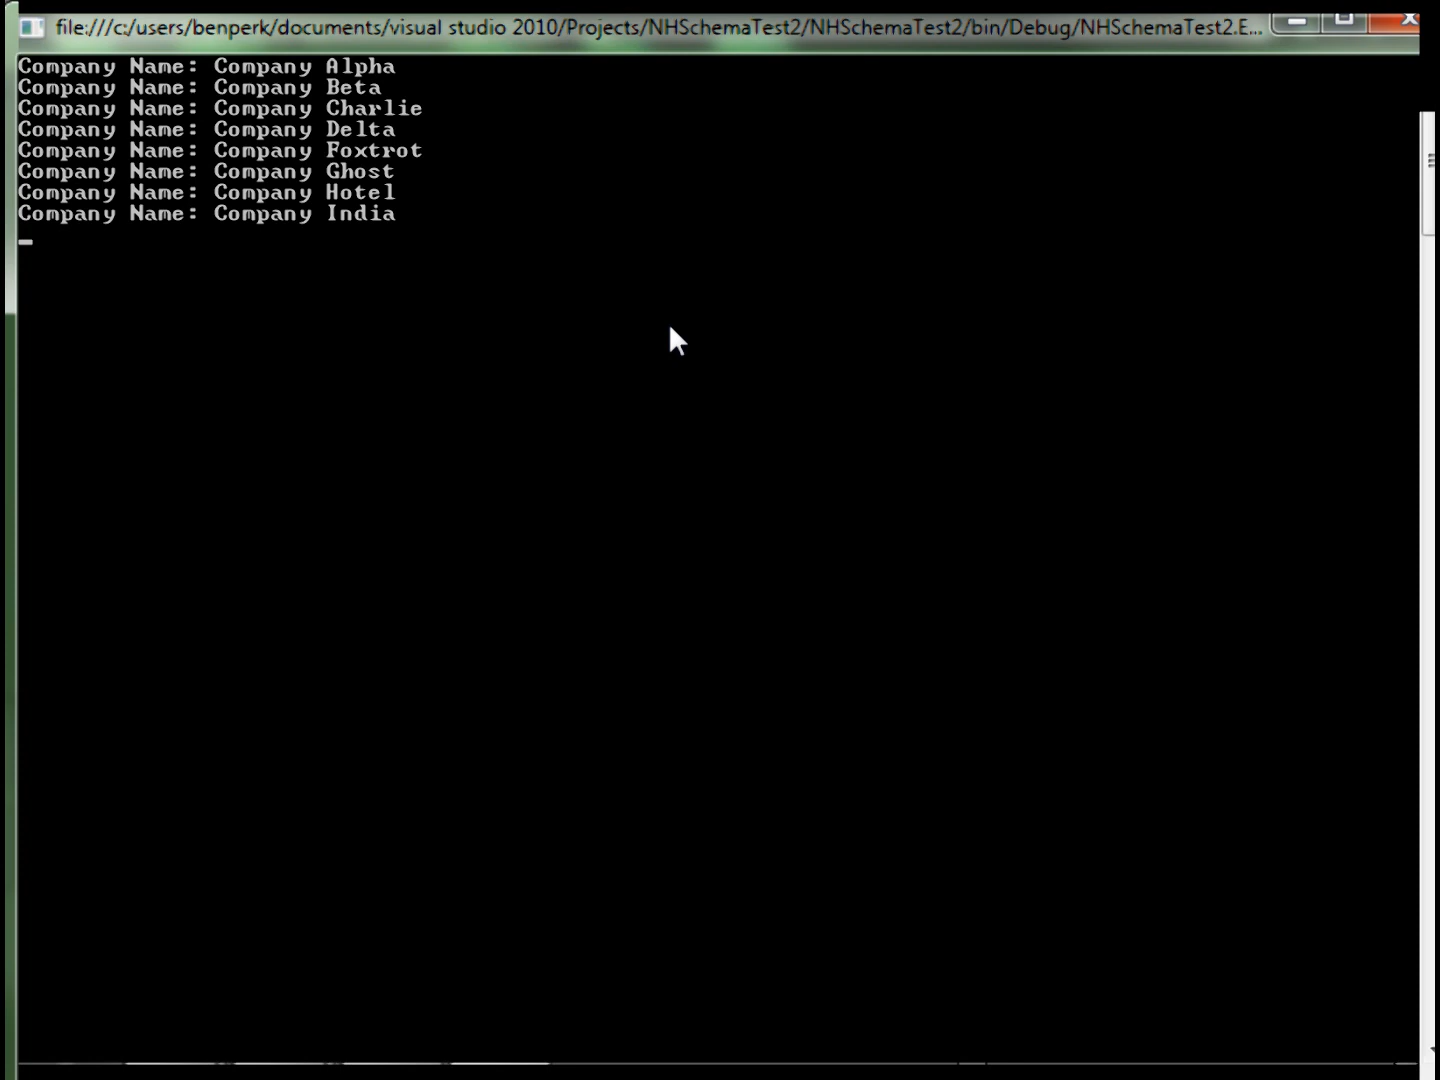 file:///c:/users/benperk/documents/visual studio 2010/Projects/NHSchemaTest2/NHSchemaTest2/bin/Debug/NHSchemaTest2.E...
Company Name: Company Alpha
Company Name: Company Beta
Company Name: Company Charlie
Company Name: Company Delta
Company Name: Company Foxtrot
Company Name: Company Ghost
Company Name: Company Hotel
Company Name: Company India